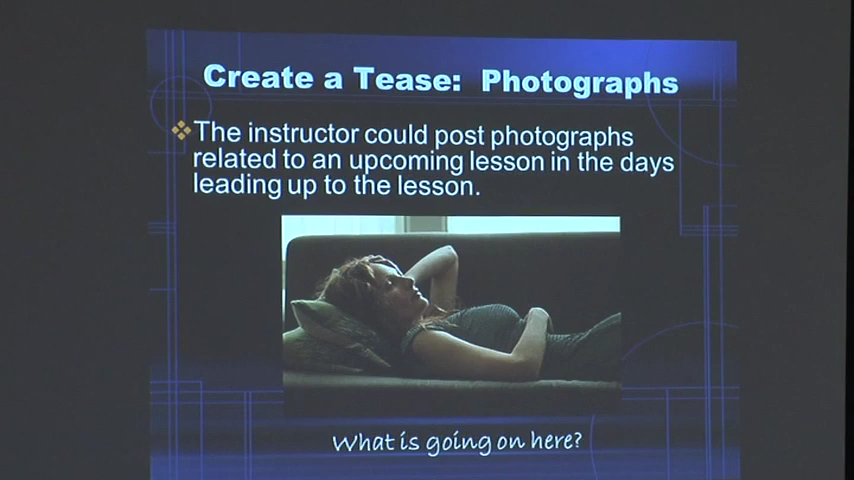 Create a Tease: Photographs
The instructor could post photographs
related to an upcoming lesson in the days
leading up to the lesson.
What is going on here?